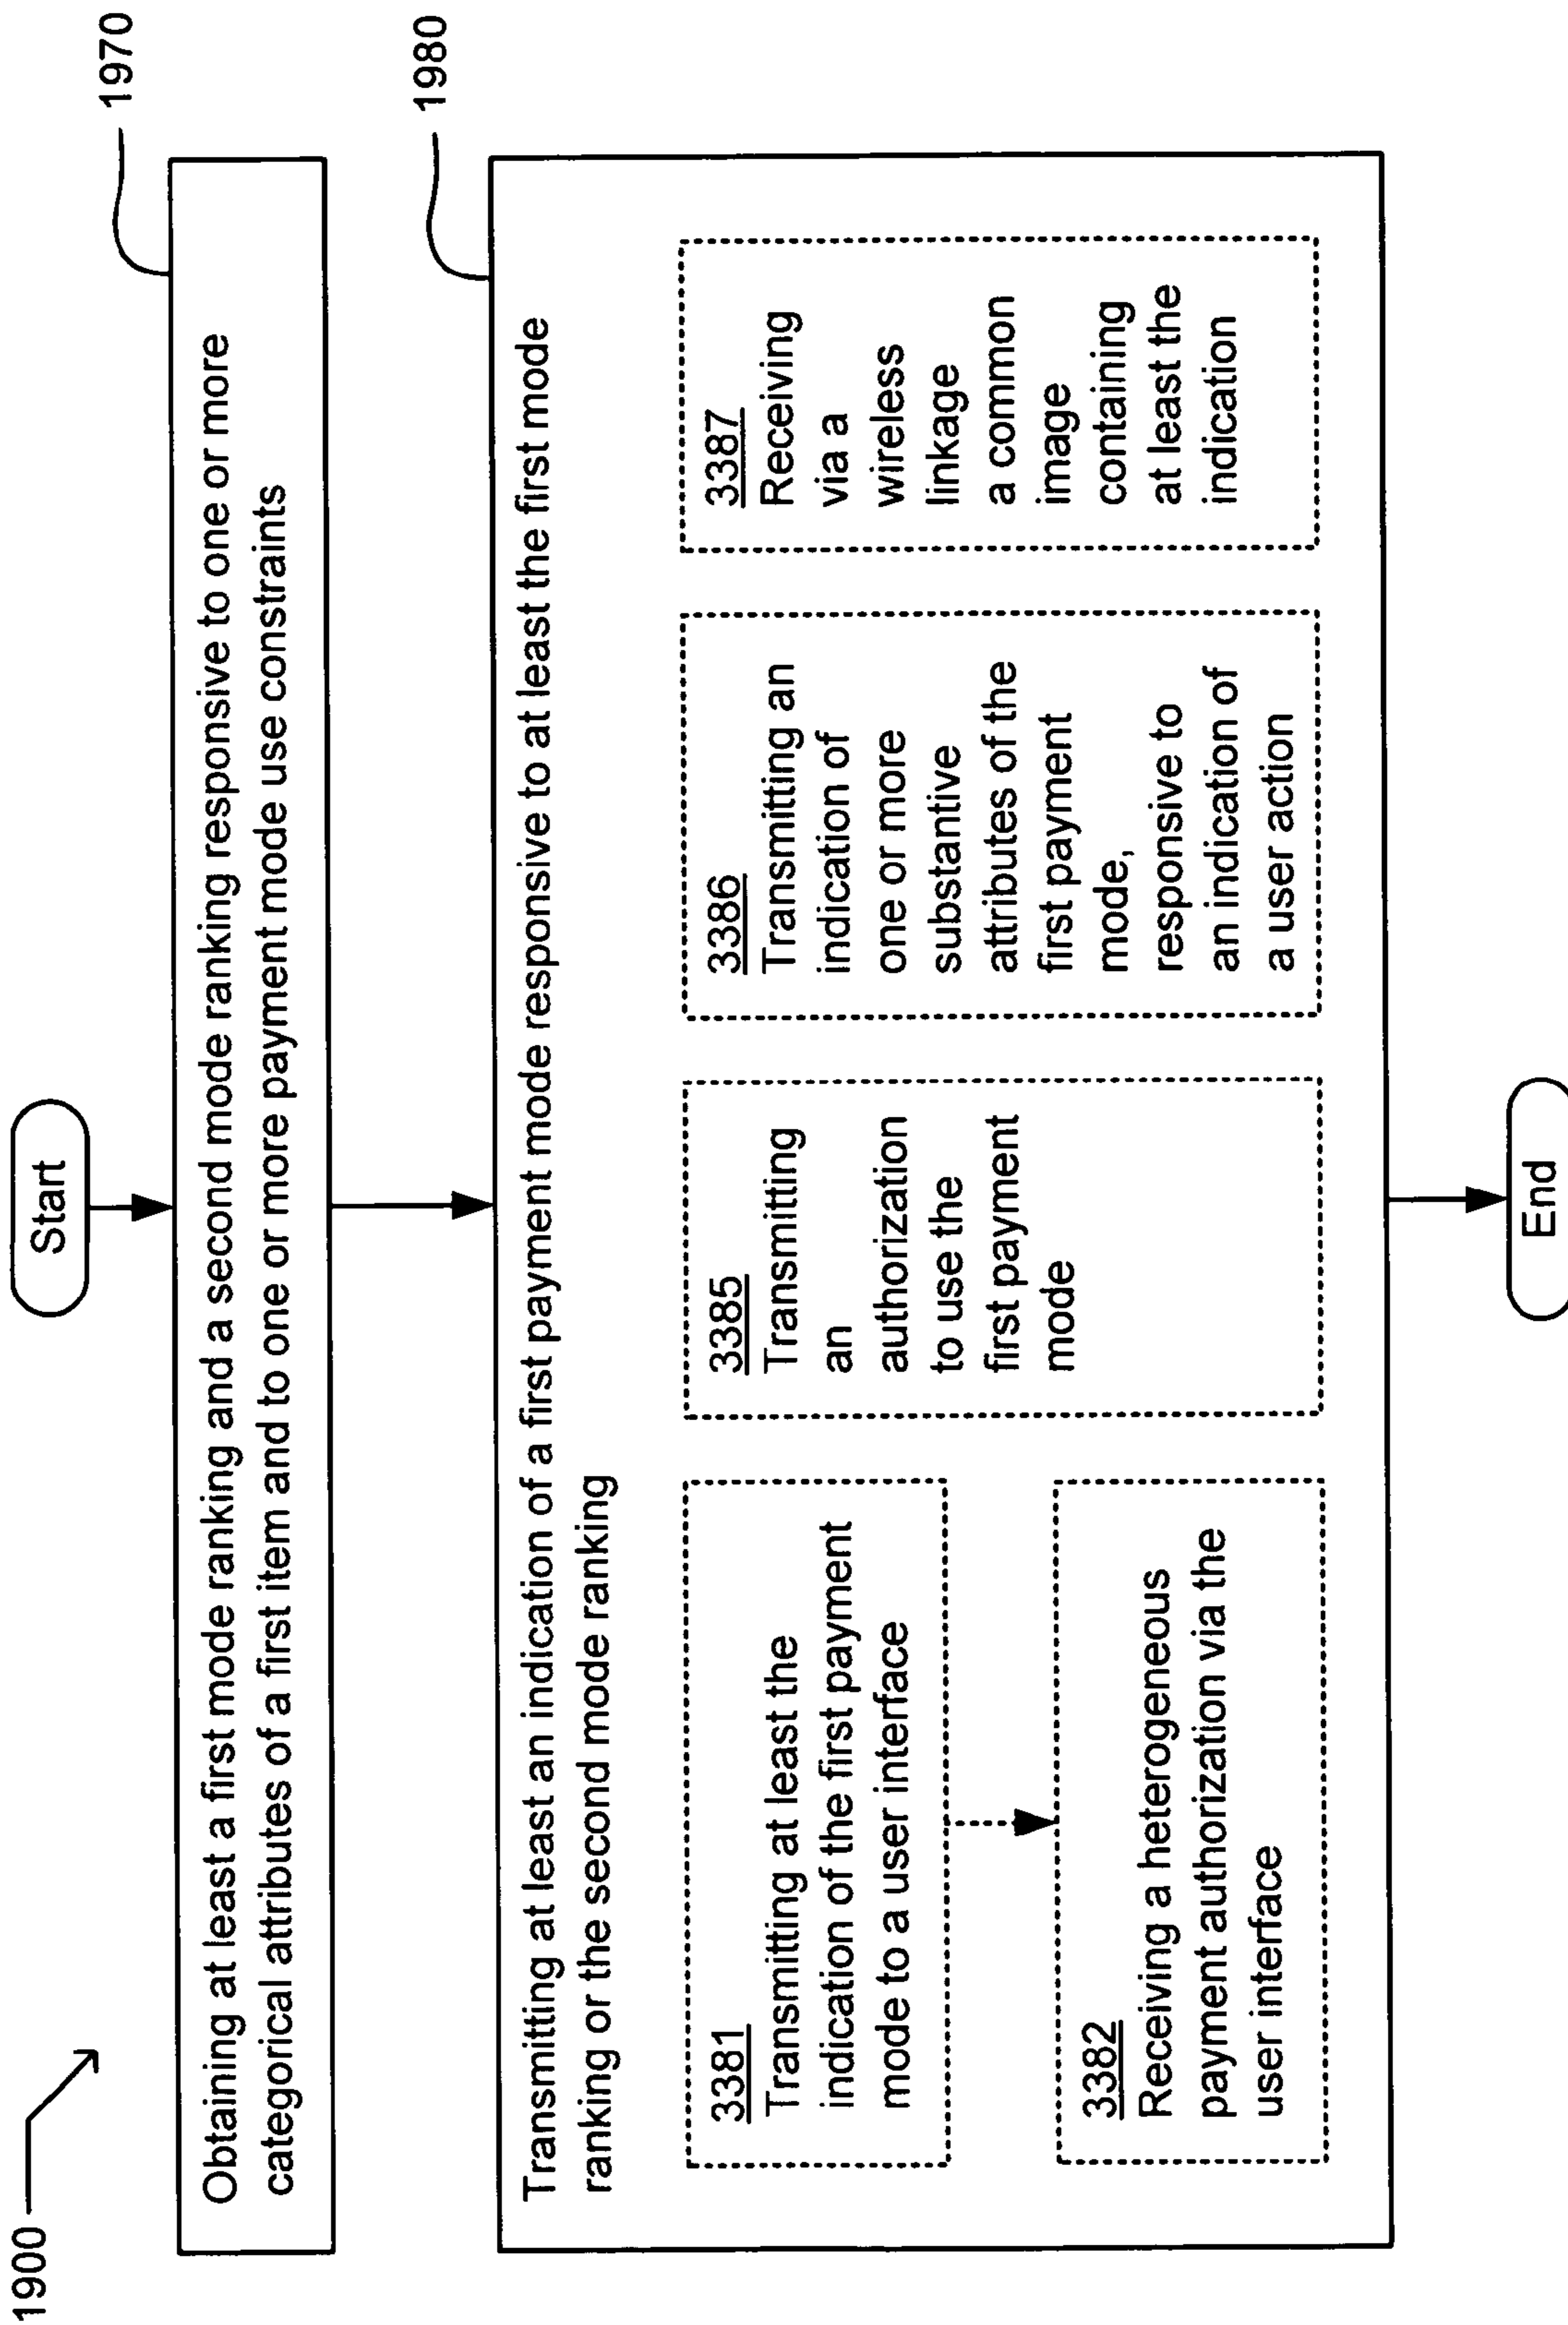 1900
Start
1970
Obtaining at least a first mode ranking and a second mode ranking responsive to one or more
categorical attributes of a first item and to one or more payment mode use constraints
1980
Transmitting at least an indication of a first payment mode responsive to at least the first mode
ranking or the second mode ranking
3381
Transmitting at least the
indication of the first payment
mode to a user interface
3382
Receiving a heterogeneous
payment authorization via the
user interface
3385
Transmitting
an
authorization
to use the
first payment
mode
3386
Transmitting an
indication of
one or more
substantive
attributes of the
first payment
mode,
responsive to
an indication of
a user action
3387
Receiving
via a
wireless
linkage
a common
image
containing
at least the
indication
End